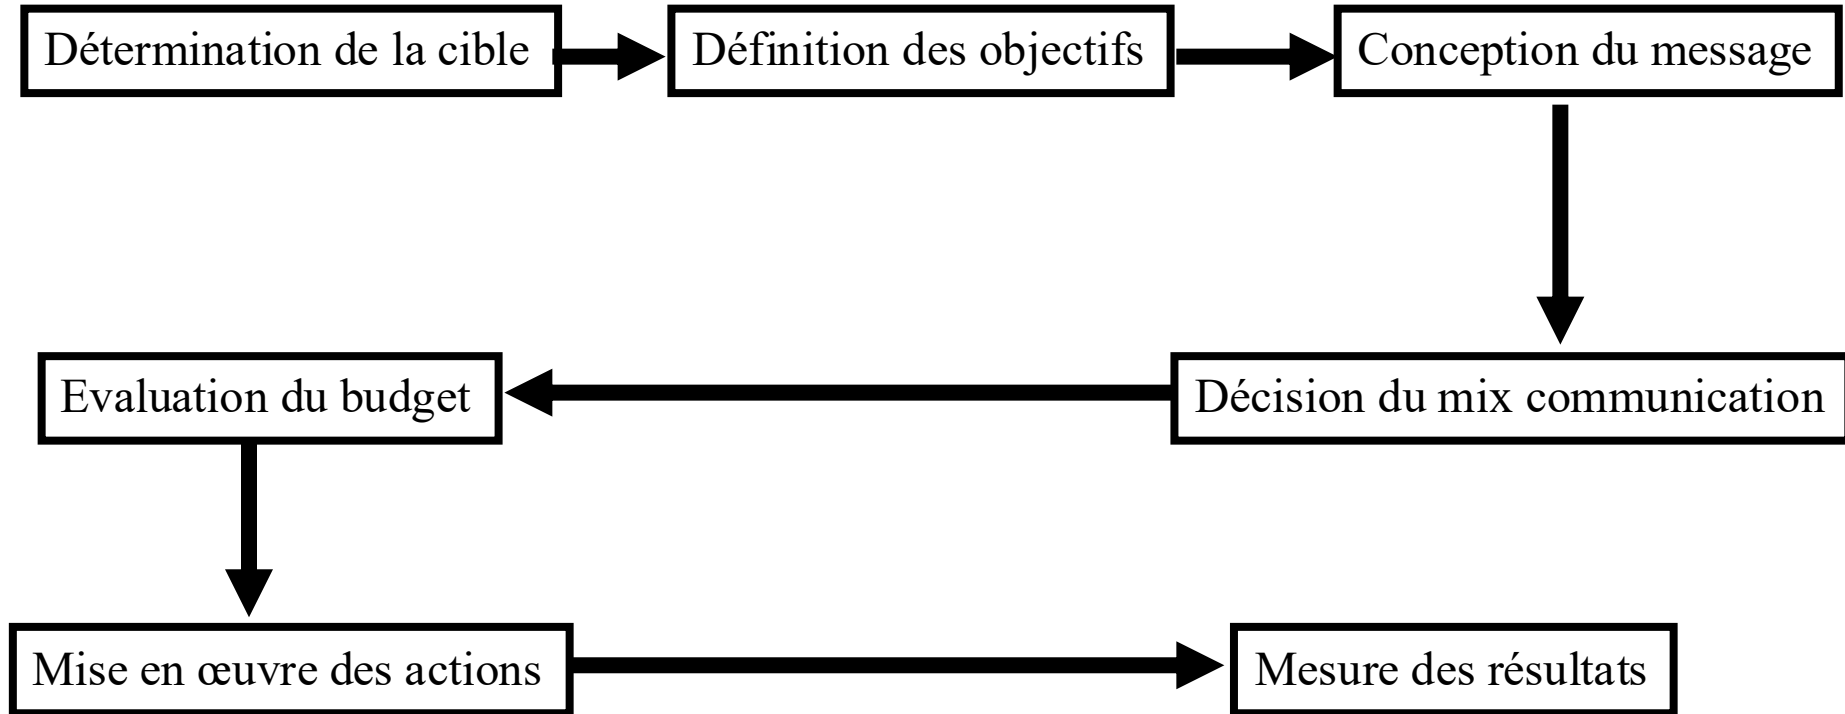 Détermination de la cible
Définition des objectifs
Conception du message
Décision du mix communication
Evaluation du budget
Mise en œuvre des actions
Mesure des résultats